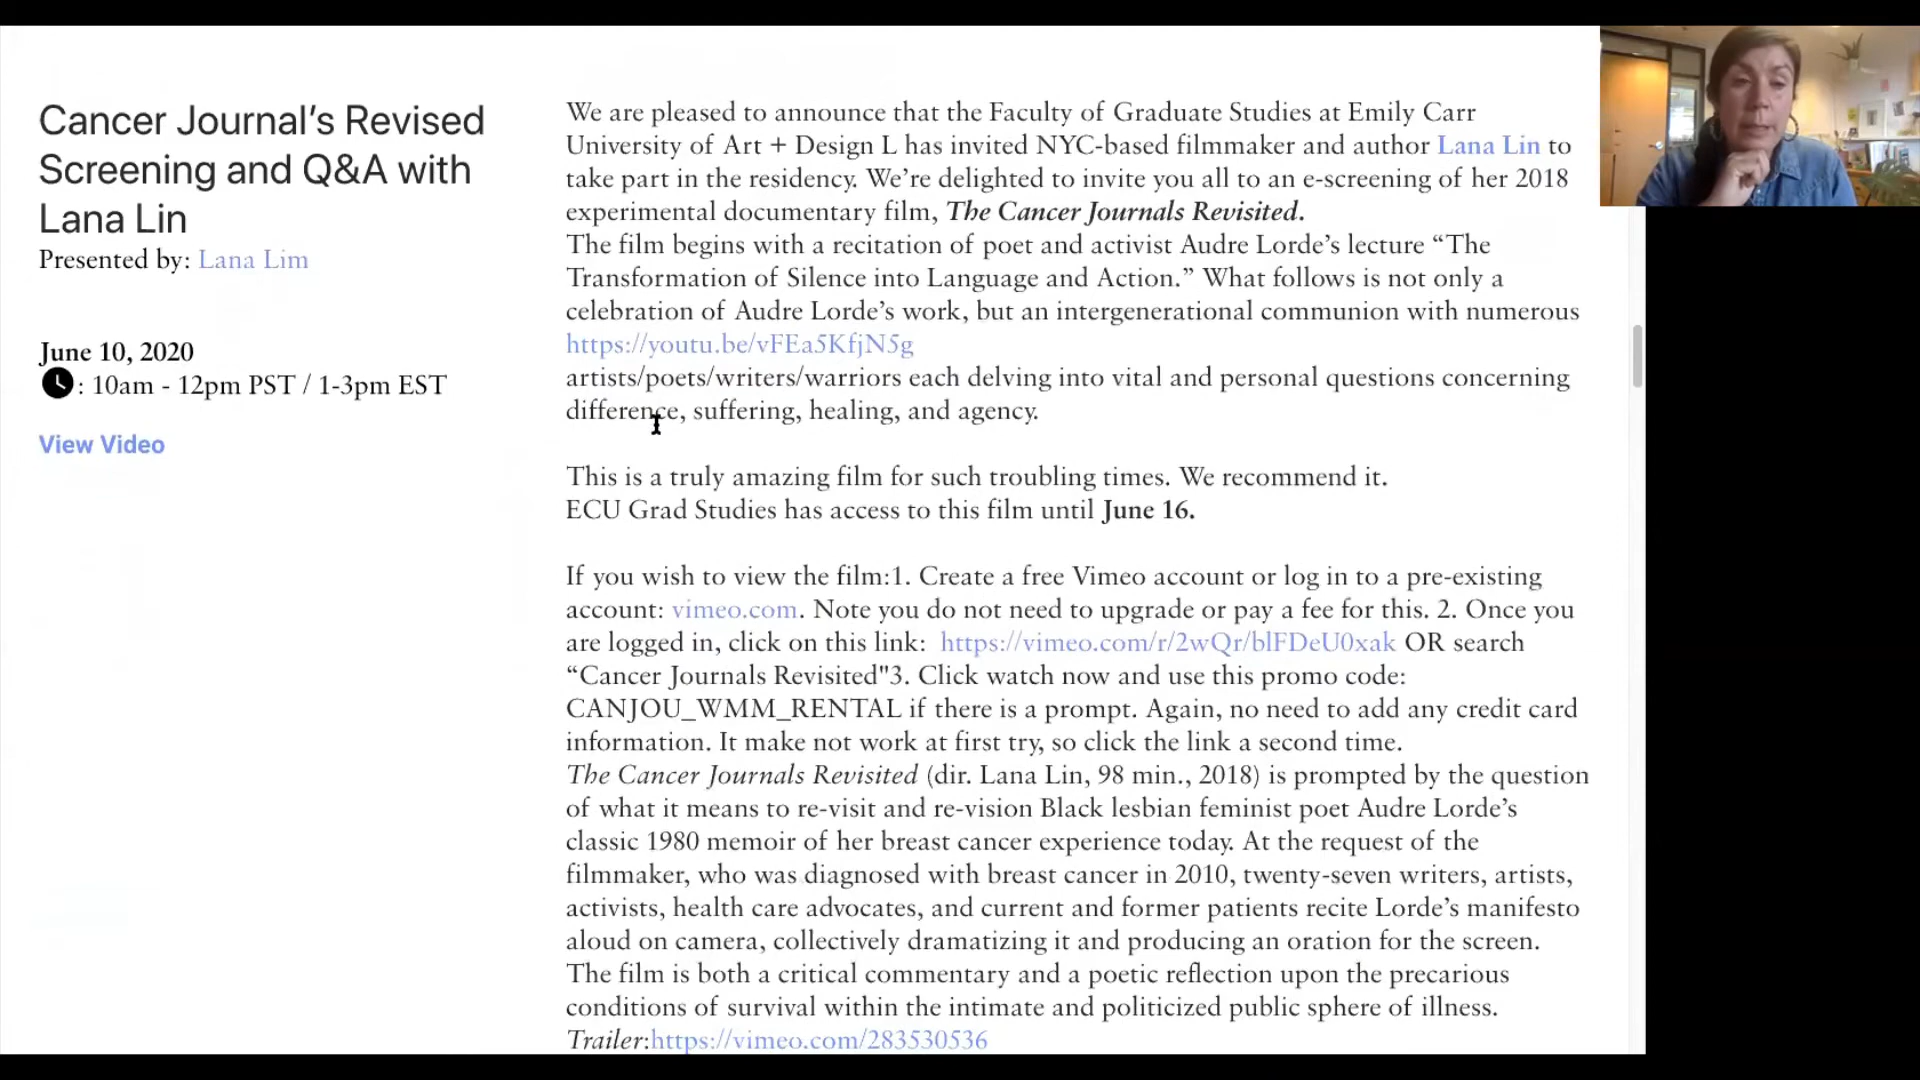 Cancer Journal's Revised
Screening and Q&A with
Lana Lin
Presented by: Lana Lim
June 10, 2020
: 10am - 12pm PST / 1-3pm EST
View Video
We are pleased to announce that the Faculty of Graduate Studies at Emily Carr
University of Art + Design L has invited NYC-based filmmaker and author Lana Lin to
take part in the residency. We're delighted to invite you all to an e-screening of her 2018
experimental documentary film, The Cancer Journals Revisited.
The film begins with a recitation of poet and activist Audre Lorde's lecture “The
Transformation of Silence into Language and Action.” What follows is not only a
celebration of Audre Lorde's work, but an intergenerational communion with numerous
https://youtu.be/vFEa5KfjN5g
artists/poets/writers/warriors each delving into vital and personal questions concerning
difference, suffering, healing, and agency.
This is a truly amazing film for such troubling times. We recommend it.
ECU Grad Studies has access to this film until June 16.
If you wish to view the film:1. Create a free Vimeo account or log in to a pre-existing
account: vimeo.com. Note you do not need to upgrade or pay a fee for this. 2. Once you
are logged in, click on this link: https://vimeo.com/r/2wQr/blFDeU0xak OR search
“Cancer Journals Revisited"3. Click watch now and use this promo code:
CANJOU_WMM_RENTAL if there is a prompt. Again, no need to add any credit card
information. It make not work at first try, so click the link a second time.
The Cancer Journals Revisited (dir. Lana Lin, 98 min., 2018) is prompted by the question
of what it means to re-visit and re-vision Black lesbian feminist poet Audre Lorde's
classic 1980 memoir of her breast cancer experience today. At the request of the
filmmaker, who was diagnosed with breast cancer in 2010, twenty-seven writers, artists,
activists, health care advocates, and current and former patients recite Lorde's manifesto
aloud on camera, collectively dramatizing it and producing an oration for the screen.
The film is both a critical commentary and a poetic reflection upon the precarious
conditions of survival within the intimate and politicized public sphere of illness.
Trailer:https://vimeo.com/283530536